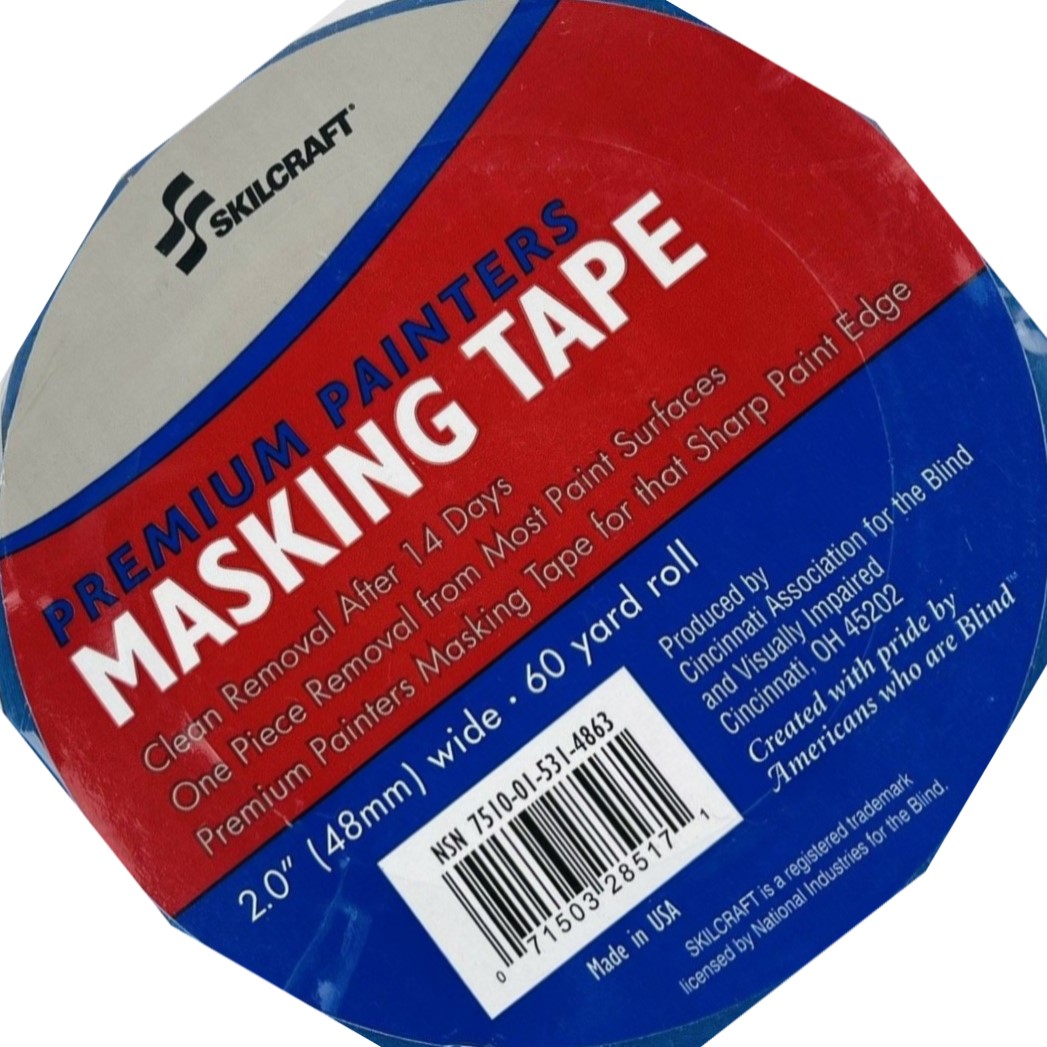 SKILCRAFT®
PREMIUM PAINTERS
MASKING TAPE
Clean Removal After 14 Days
One Piece Removal from Most Paint Surfaces
Premium Painters Masking Tape for that Sharp Paint Edge
2.0" (48mm) wide · 60 yard roll
NSN 7510-01-531-4863
0 71503 28517 1
Made in USA
Produced by
Cincinnati Association for the Blind
and Visually Impaired
Cincinnati, OH 45202
Created with pride by
Americans who are Blind™
SKILCRAFT is a registered trademark
licensed by National Industries for the Blind.